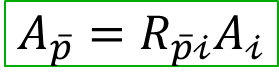 A_p̄ = R_p̄i A_i